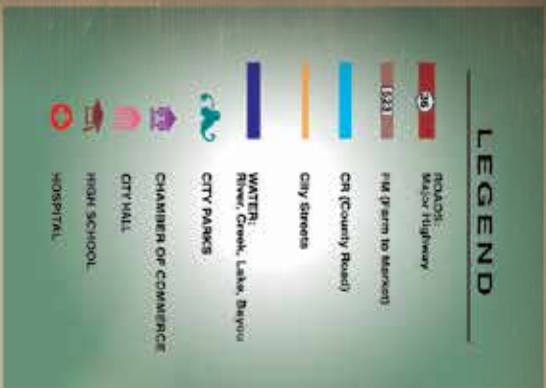 LEGEND
36
ROADS:
Major Highway
523
FM (Farm to Market)
CR (County Road)
City Streets
WATER:
River, Creek, Lake, Bayou
CITY PARKS
CHAMBER OF COMMERCE
CITY HALL
HIGH SCHOOL
HOSPITAL